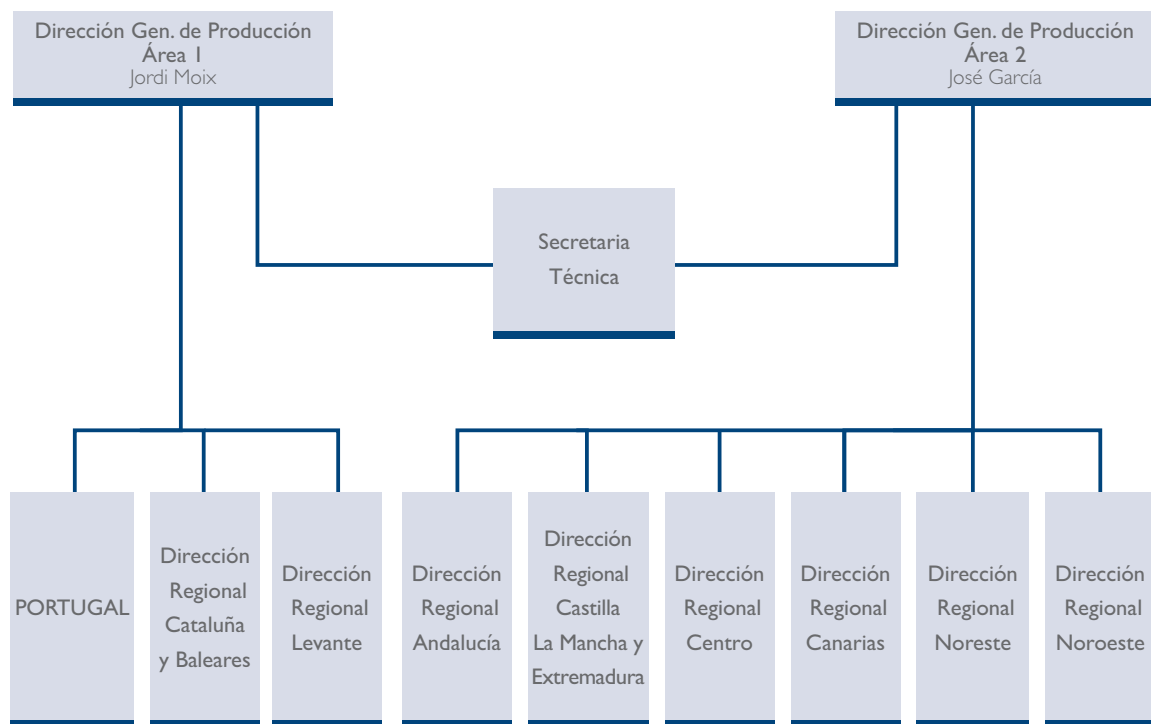 Dirección Gen. de Producción
Área 1
Jordi Moix
Dirección Gen. de Producción
Área 2
José García
Secretaria
Técnica
PORTUGAL
Dirección
Regional
Cataluña
y Baleares
Dirección
Regional
Levante
Dirección
Regional
Andalucía
Dirección
Regional
Castilla
La Mancha y
Extremadura
Dirección
Regional
Centro
Dirección
Regional
Canarias
Dirección
Regional
Noreste
Dirección
Regional
Noroeste